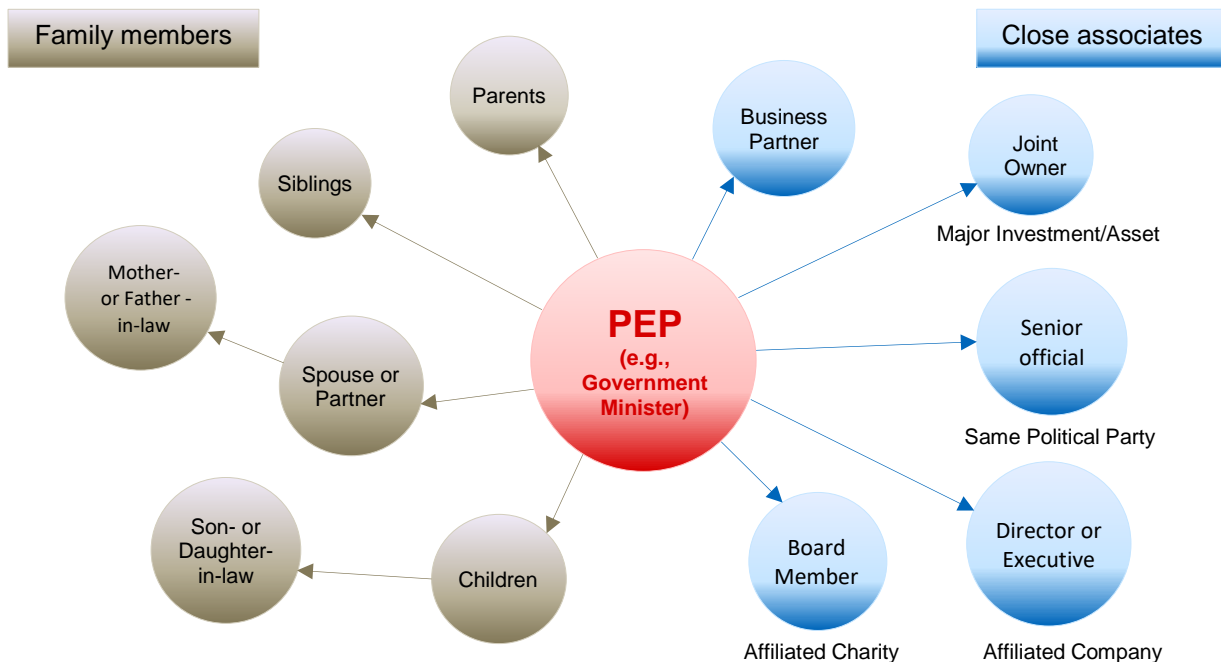 Family members
Close associates
Parents
Business
Partner
Joint
Owner
Major Investment/Asset
Siblings
Mother-
or Father -
in-law
Spouse or
Partner
PEP
(e.g.,
Government
Minister)
Senior
official
Same Political Party
Son- or
Daughter-
in-law
Children
Board
Member
Affiliated Charity
Director or
Executive
Affiliated Company